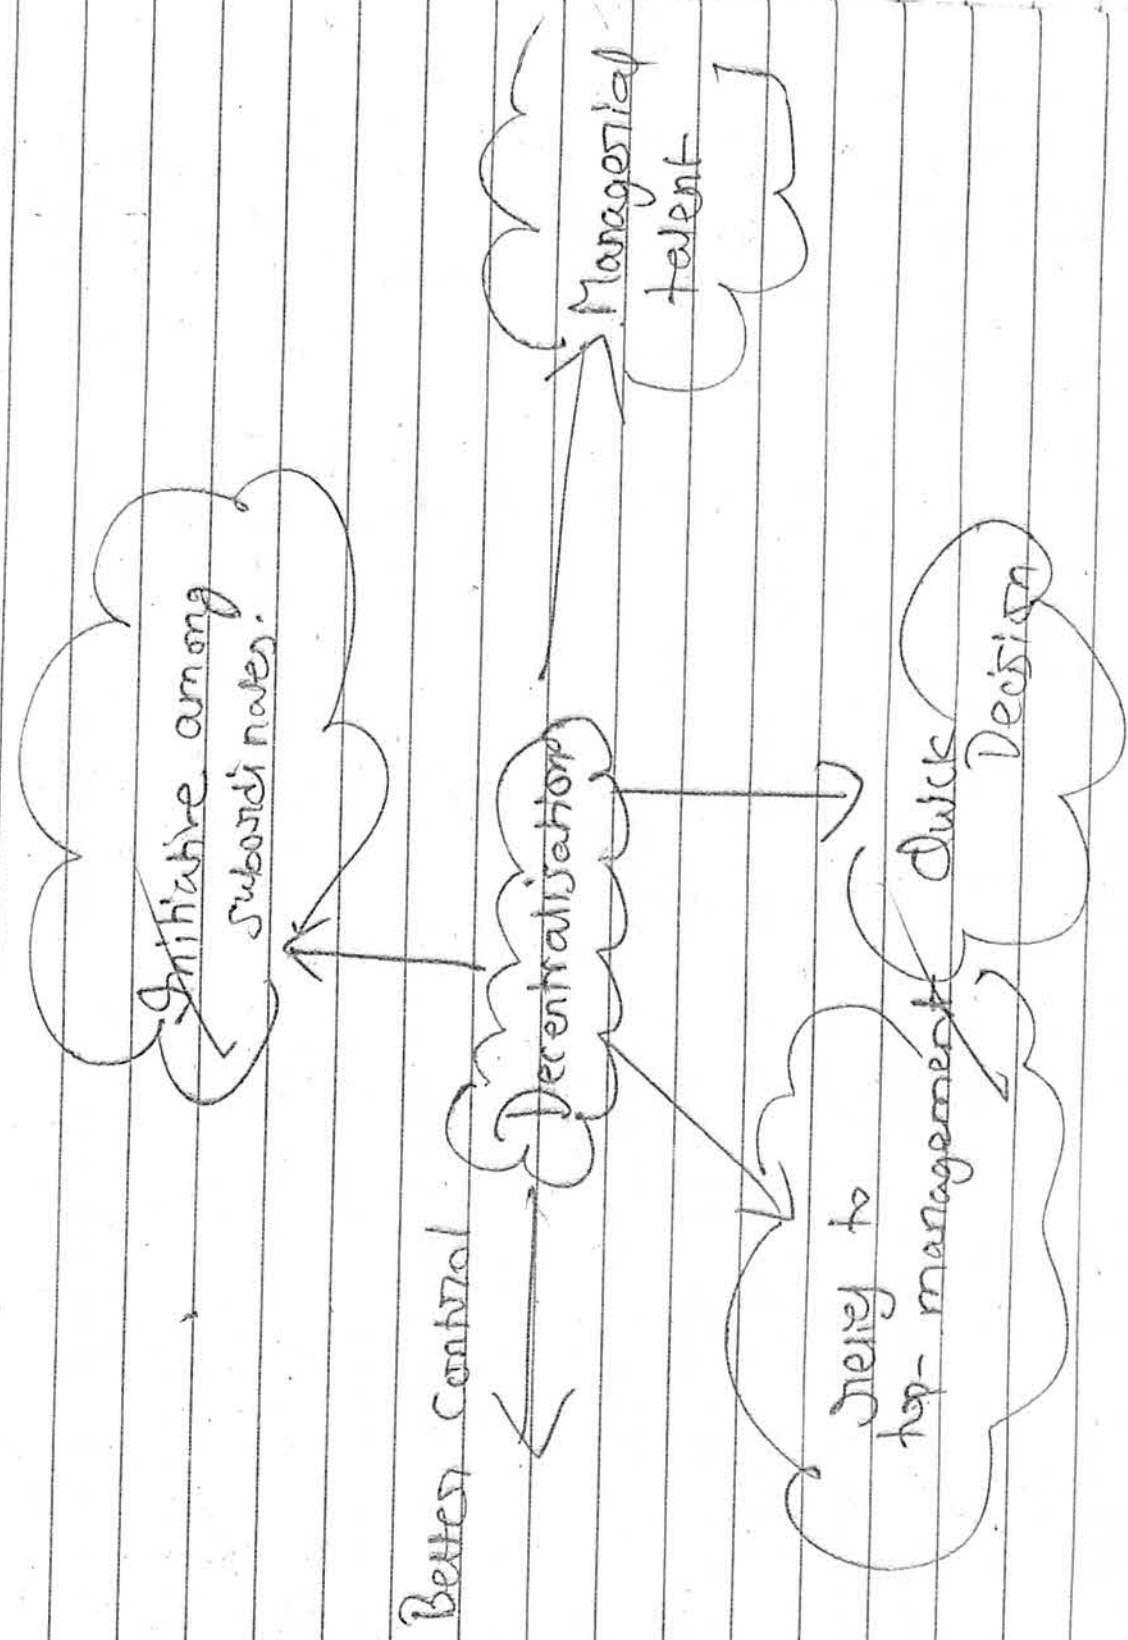 Initiative among
subordinates.
Managerial
talent
Decentralisation
Better Control
Quick
Decision
relief to
top- management